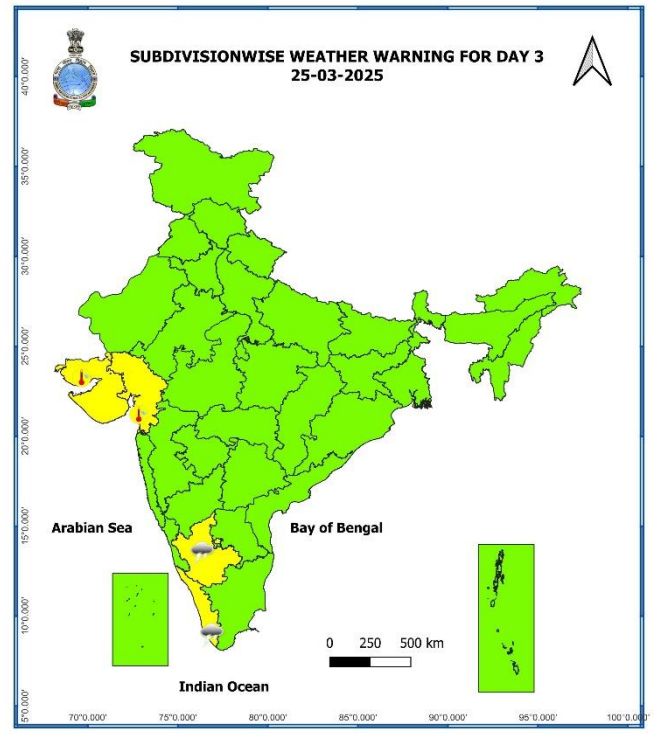 SUBDIVISIONWISE WEATHER WARNING FOR DAY 3
25-03-2025
40°0.000'
35°0.000'
30°0.000'
25°0.000'
20°0.000'
15°0.000'
10°0.000'
5°0.000'
Arabian Sea
Bay of Bengal
0 250 500 km
Indian Ocean
70°0.000' 75°0.000' 80°0.000' 85°0.000' 90°0.000' 95°0.000' 100°0.000'